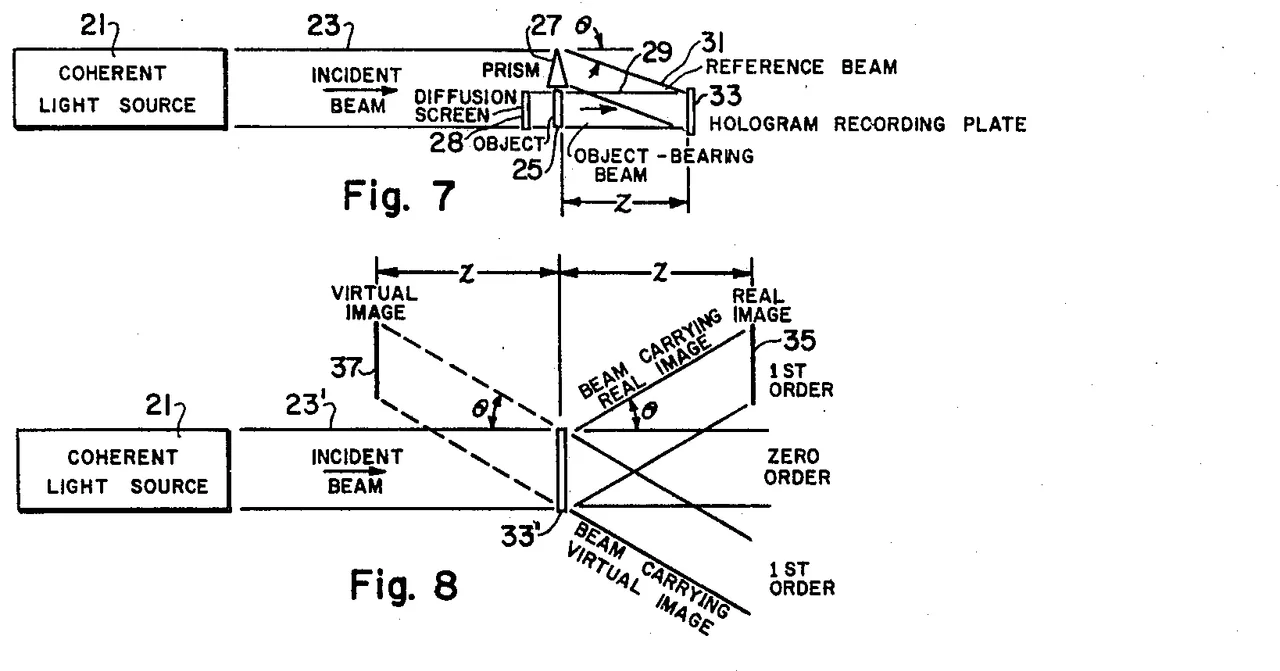 21
23
27
θ
29
31
COHERENT
LIGHT SOURCE
INCIDENT
BEAM
PRISM
REFERENCE BEAM
DIFFUSION
SCREEN
33
HOLOGRAM RECORDING PLATE
28 OBJECT
25
OBJECT-BEARING
BEAM
Z
Fig. 7
Z
Z
VIRTUAL
IMAGE
REAL
IMAGE
BEAM CARRYING
REAL IMAGE
35
37
1ST
ORDER
θ
θ
21
23'
COHERENT
LIGHT SOURCE
INCIDENT
BEAM
ZERO
ORDER
33'
BEAM CARRYING
VIRTUAL IMAGE
1ST
ORDER
Fig. 8